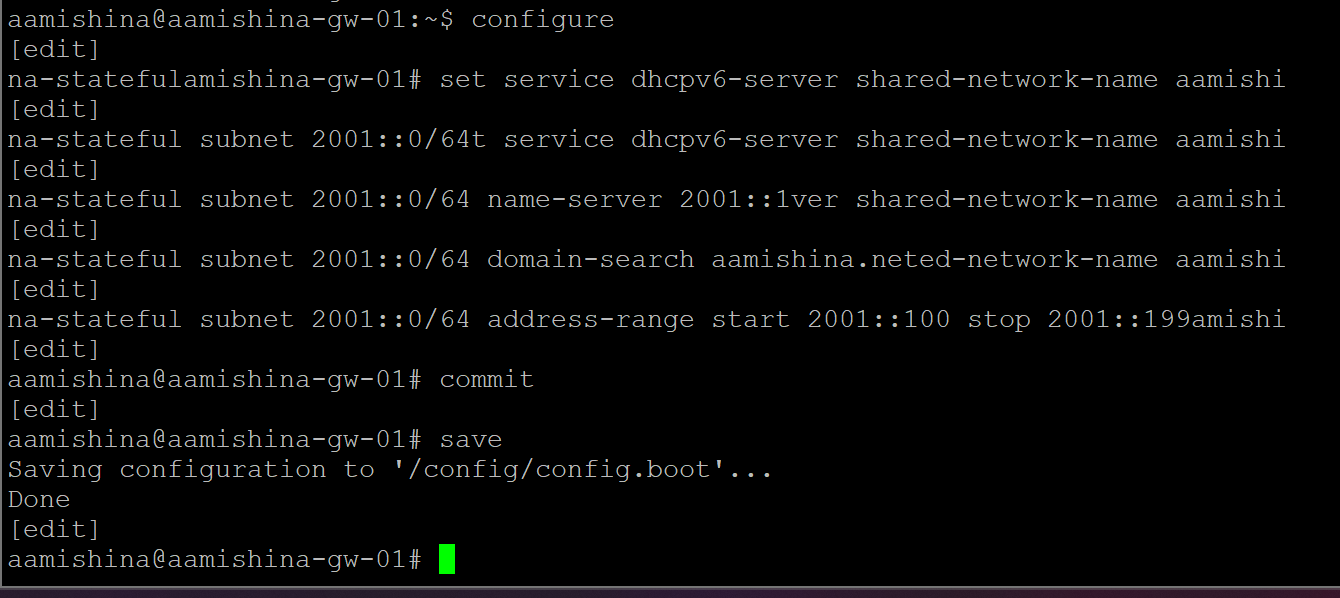 aamishina@aamishina-gw-01:~$ configure
[edit]
na-statefulamishina-gw-01# set service dhcpv6-server shared-network-name aamishi
[edit]
na-stateful subnet 2001::0/64t service dhcpv6-server shared-network-name aamishi
[edit]
na-stateful subnet 2001::0/64 name-server 2001::1ver shared-network-name aamishi
[edit]
na-stateful subnet 2001::0/64 domain-search aamishina.neted-network-name aamishi
[edit]
na-stateful subnet 2001::0/64 address-range start 2001::100 stop 2001::199amishi
[edit]
aamishina@aamishina-gw-01# commit
[edit]
aamishina@aamishina-gw-01# save
Saving configuration to '/config/config.boot'...
Done
[edit]
aamishina@aamishina-gw-01#